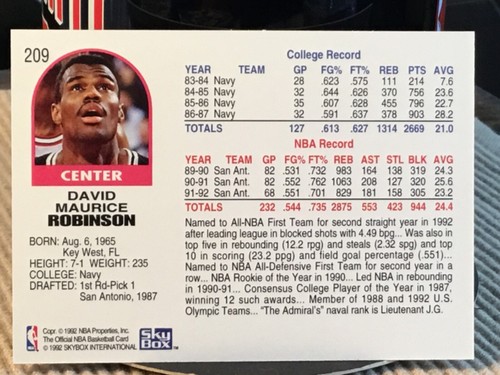 209
CENTER
DAVID
MAURICE
ROBINSON
BORN: Aug. 6, 1965
Key West, FL
HEIGHT: 7-1 WEIGHT: 235
COLLEGE: Navy
DRAFTED: 1st Rd-Pick 1
San Antonio, 1987
College Record
YEAR TEAM GP FG% FT% REB PTS AVG
83-84 Navy 28 .623 .575 111 214 7.6
84-85 Navy 32 .644 .626 370 756 23.6
85-86 Navy 35 .607 .628 455 796 22.7
86-87 Navy 32 .591 .637 378 903 28.2
TOTALS 127 .613 .627 1314 2669 21.0
NBA Record
YEAR TEAM GP FG% FT% REB AST STL BLK AVG
89-90 San Ant. 82 .531 .732 983 164 138 319 24.3
90-91 San Ant. 82 .552 .762 1063 208 127 320 25.6
91-92 San Ant. 68 .551 .701 829 181 158 305 23.2
TOTALS 232 .544 .735 2875 553 423 944 24.4
Named to All-NBA First Team for second straight year in 1992
after leading league in blocked shots with 4.49 bpg... Was also in
top five in rebounding (12.2 rpg) and steals (2.32 spg) and top
10 in scoring (23.2) and field goal percentage (.551)...
Named to NBA All-Defensive First Team for second year in a
row... NBA Rookie of the Year in 1990... Led NBA in rebounding
in 1990-91... Consensus College Player of the Year in 1987,
winning 12 such awards... Member of 1988 and 1992 U.S.
Olympic Teams... "The Admiral's" naval rank is Lieutenant J.G.
Copr. © 1992 NBA Properties, Inc.
The Official NBA Basketball Card
© 1992 SKYBOX INTERNATIONAL
Sky
Box
TM